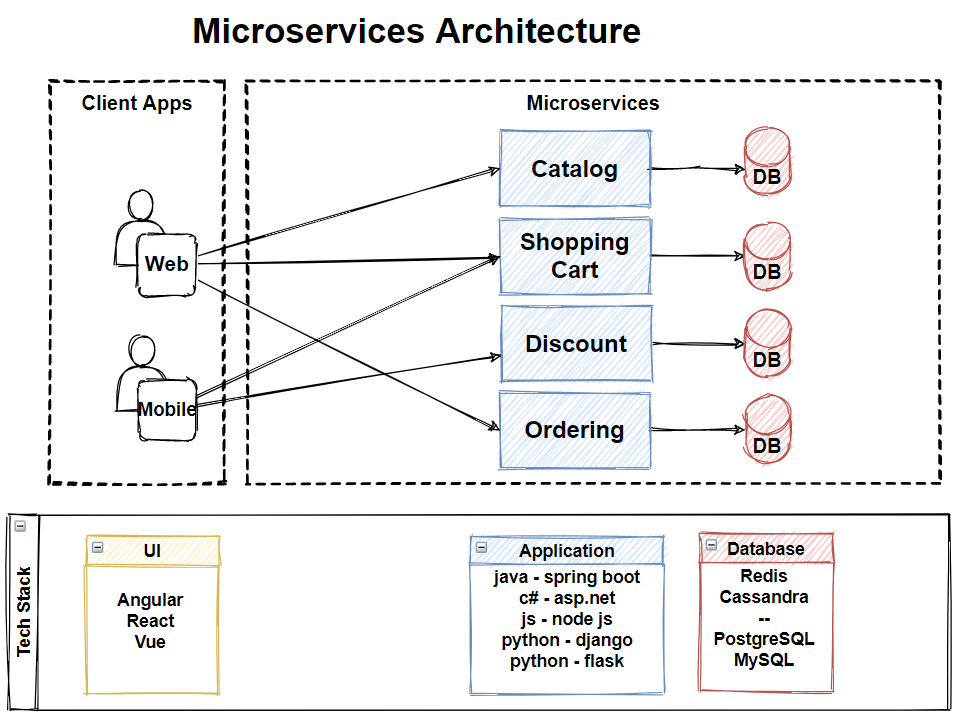 Microservices Architecture
Client Apps
Microservices
Catalog
DB
Shopping
Cart
DB
Web
Discount
DB
Mobile
Ordering
DB
Tech Stack
UI
Angular
React
Vue
Application
java - spring boot
c# - asp.net
js - node js
python - django
python - flask
Database
Redis
Cassandra
--
PostgreSQL
MySQL